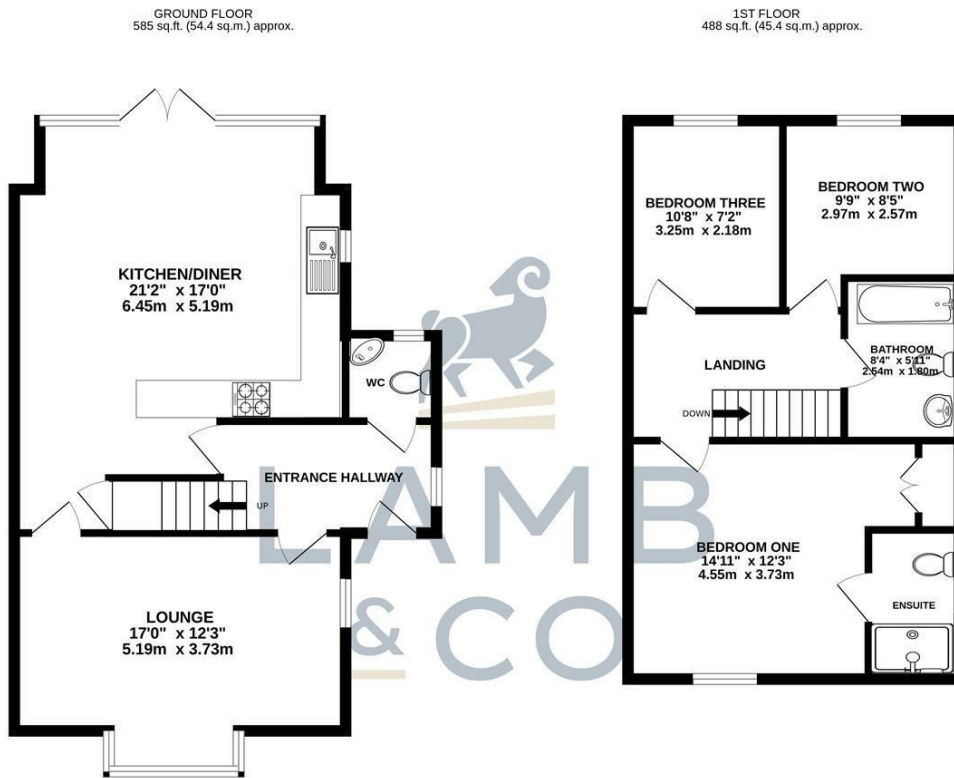 GROUND FLOOR
585 sq.ft. (54.4 sq.m.) approx.
1ST FLOOR
488 sq.ft. (45.4 sq.m.) approx.
KITCHEN/DINER
21'2" x 17'0"
6.45m x 5.19m
WC
ENTRANCE HALLWAY
UP
LOUNGE
17'0" x 12'3"
5.19m x 3.73m
BEDROOM THREE
10'8" x 7'2"
3.25m x 2.18m
BEDROOM TWO
9'9" x 8'5"
2.97m x 2.57m
BATHROOM
8'4" x 5'11"
2.54m x 1.80m
LANDING
DOWN
BEDROOM ONE
14'11" x 12'3"
4.55m x 3.73m
ENSUITE
LAMB
& CO